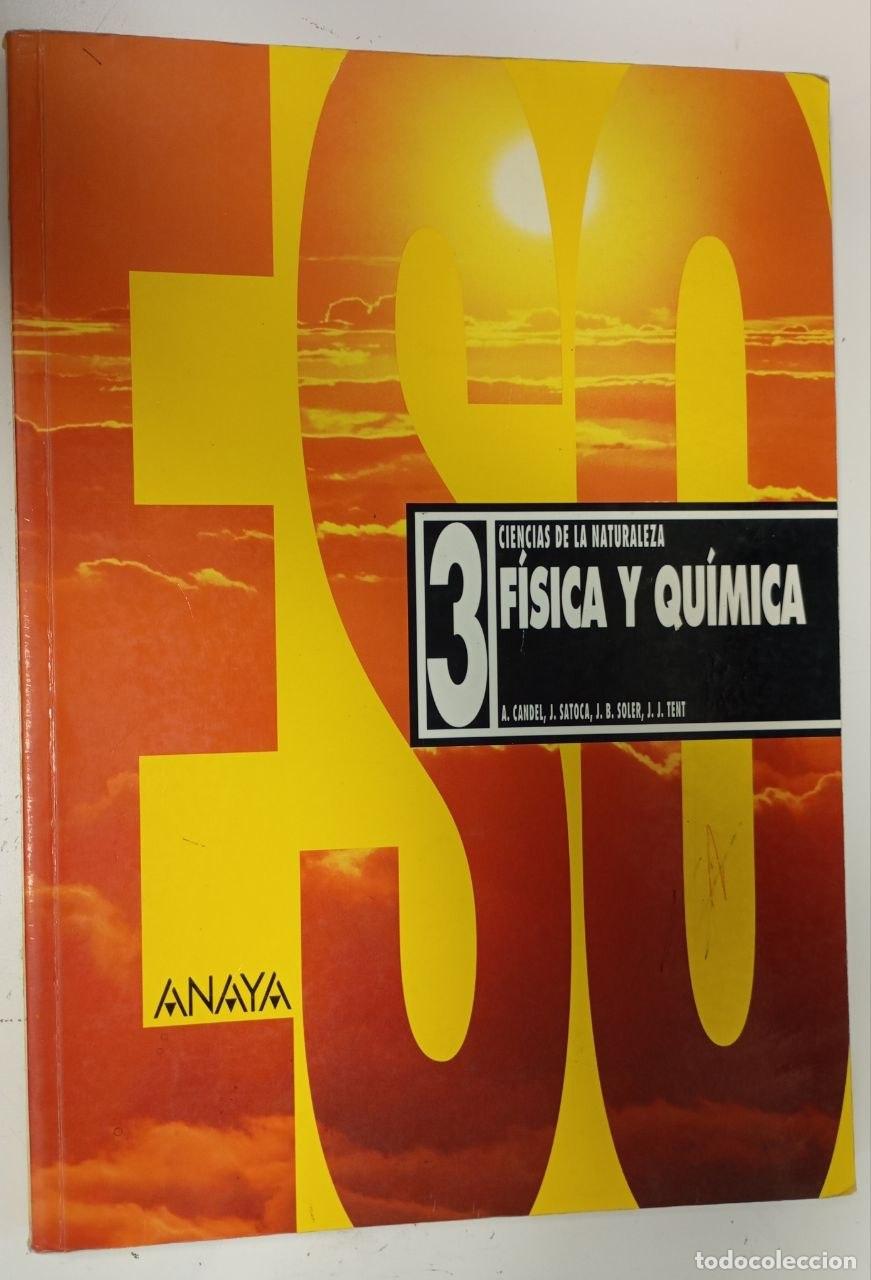 ESO
3
CIENCIAS DE LA NATURALEZA
FÍSICA Y QUÍMICA
A. CANDEL, J. SATOCA, J. B. SOLER, J. J. TENT
ANAYA
todocoleccion